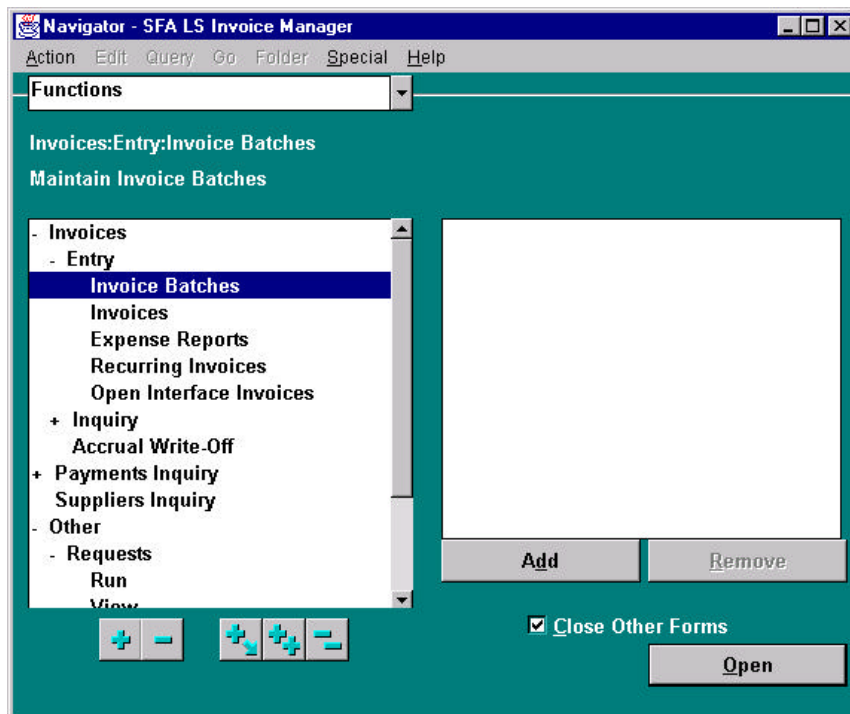 Navigator - SFA LS Invoice Manager
Action Edit Query Go Folder Special Help
Functions
Invoices:Entry:Invoice Batches
Maintain Invoice Batches
- Invoices
- Entry
Invoice Batches
Invoices
Expense Reports
Recurring Invoices
Open Interface Invoices
+ Inquiry
Accrual Write-Off
+ Payments Inquiry
Suppliers Inquiry
- Other
- Requests
Run
View
Add Remove
Close Other Forms
Open